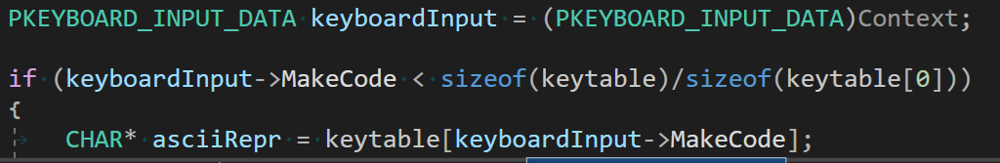 PKEYBOARD_INPUT_DATA keyboardInput = (PKEYBOARD_INPUT_DATA)Context;
if (keyboardInput->MakeCode < sizeof(keytable)/sizeof(keytable[0]))
{
CHAR* asciiRepr = keytable[keyboardInput->MakeCode];